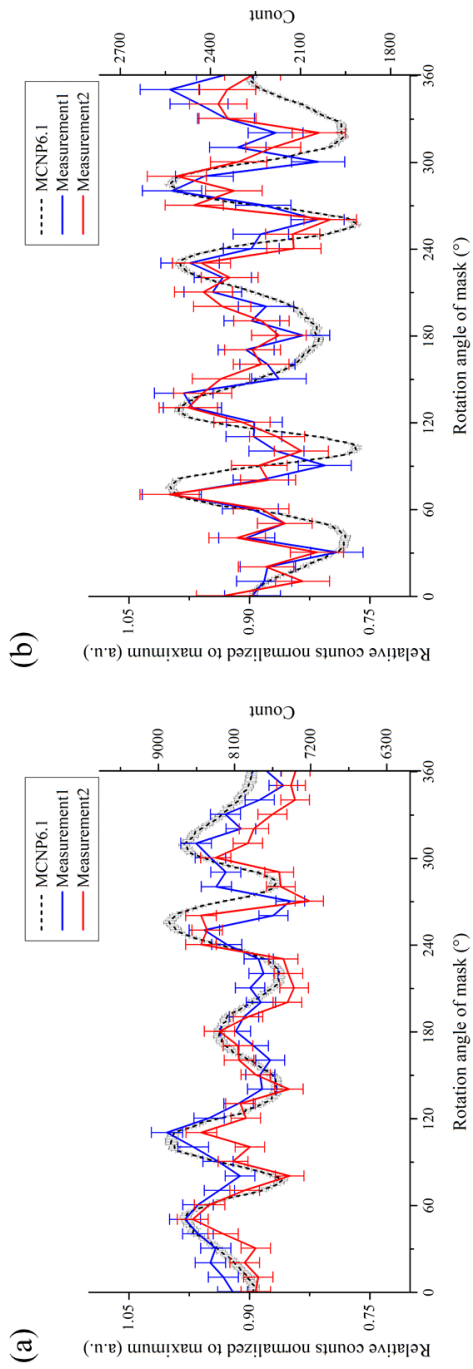 (a)
MCNP6.1
Measurement1
Measurement2
Relative counts normalized to maximum (a.u.)
1.05
0.90
0.75
Count
9000
8100
7200
6300
0 60 120 180 240 300 360
Rotation angle of mask (°)
(b)
MCNP6.1
Measurement1
Measurement2
Relative counts normalized to maximum (a.u.)
1.05
0.90
0.75
Count
2700
2400
2100
1800
0 60 120 180 240 300 360
Rotation angle of mask (°)